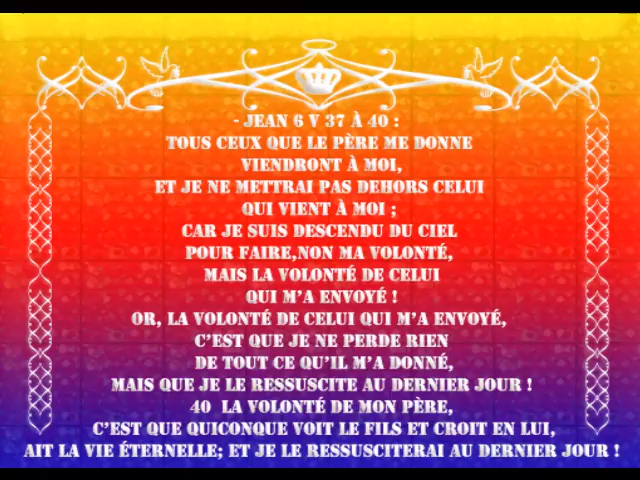 - JEAN 6 V 37 À 40 :
TOUS CEUX QUE LE PÈRE ME DONNE
VIENDRONT À MOI,
ET JE NE METTRAI PAS DEHORS CELUI
QUI VIENT À MOI ;
CAR JE SUIS DESCENDU DU CIEL
POUR FAIRE,NON MA VOLONTÉ,
MAIS LA VOLONTÉ DE CELUI
QUI M'A ENVOYÉ !
OR, LA VOLONTÉ DE CELUI QUI M'A ENVOYÉ,
C'EST QUE JE NE PERDE RIEN
DE TOUT CE QU'IL M'A DONNÉ,
MAIS QUE JE LE RESSUSCITE AU DERNIER JOUR !
40 LA VOLONTÉ DE MON PÈRE,
C'EST QUE QUICONQUE VOIT LE FILS ET CROIT EN LUI,
AIT LA VIE ÉTERNELLE; ET JE LE RESSUSCITERAI AU DERNIER JOUR !